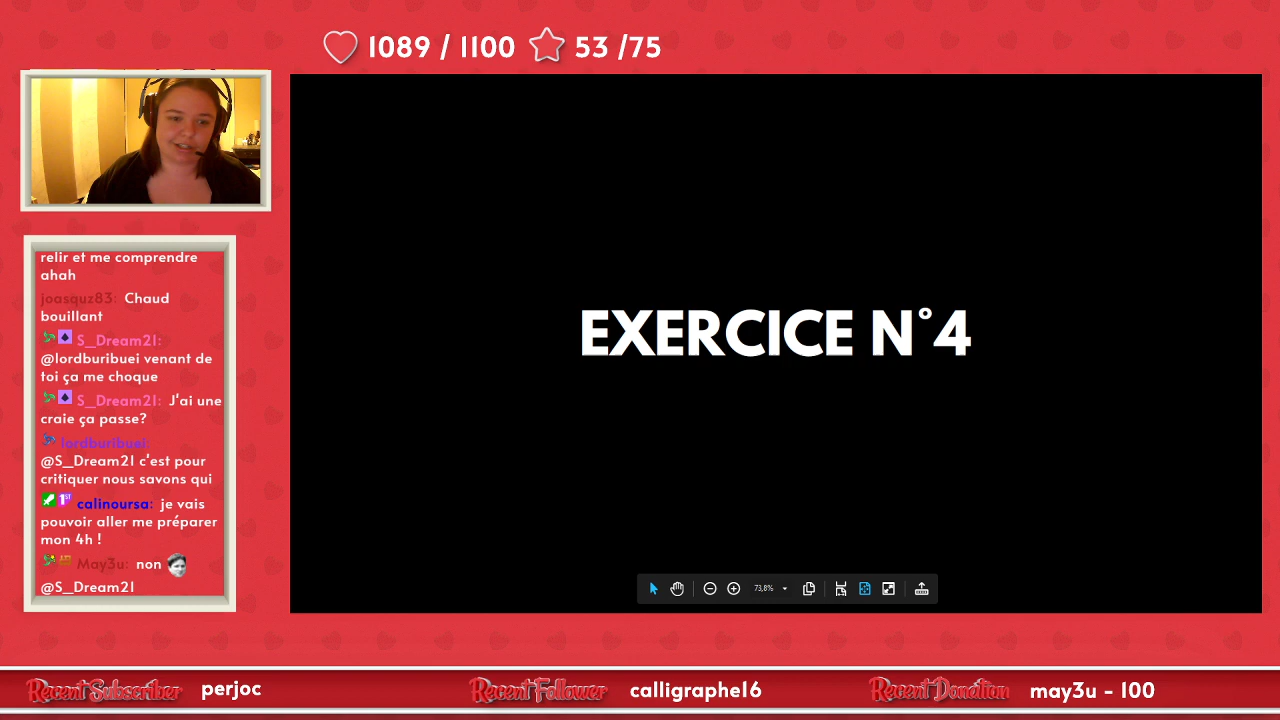 1089 / 1100 53 /75
relir et me comprendre
ahah
joasquz83: Chaud
bouillant
S_Dream21:
@lordburibuei venant de
toi ça me choque
S_Dream21: J'ai une
craie ça passe?
lordburibuei:
@S_Dream21 c'est pour
critiquer nous savons qui
1ST calinoursa: je vais
pouvoir aller me préparer
mon 4h !
May3u: non
@S_Dream21
EXERCICE N°4
73,8%
Recent Subscriber perjoc
Recent Follower calligraphe16
Recent Donation may3u - 100